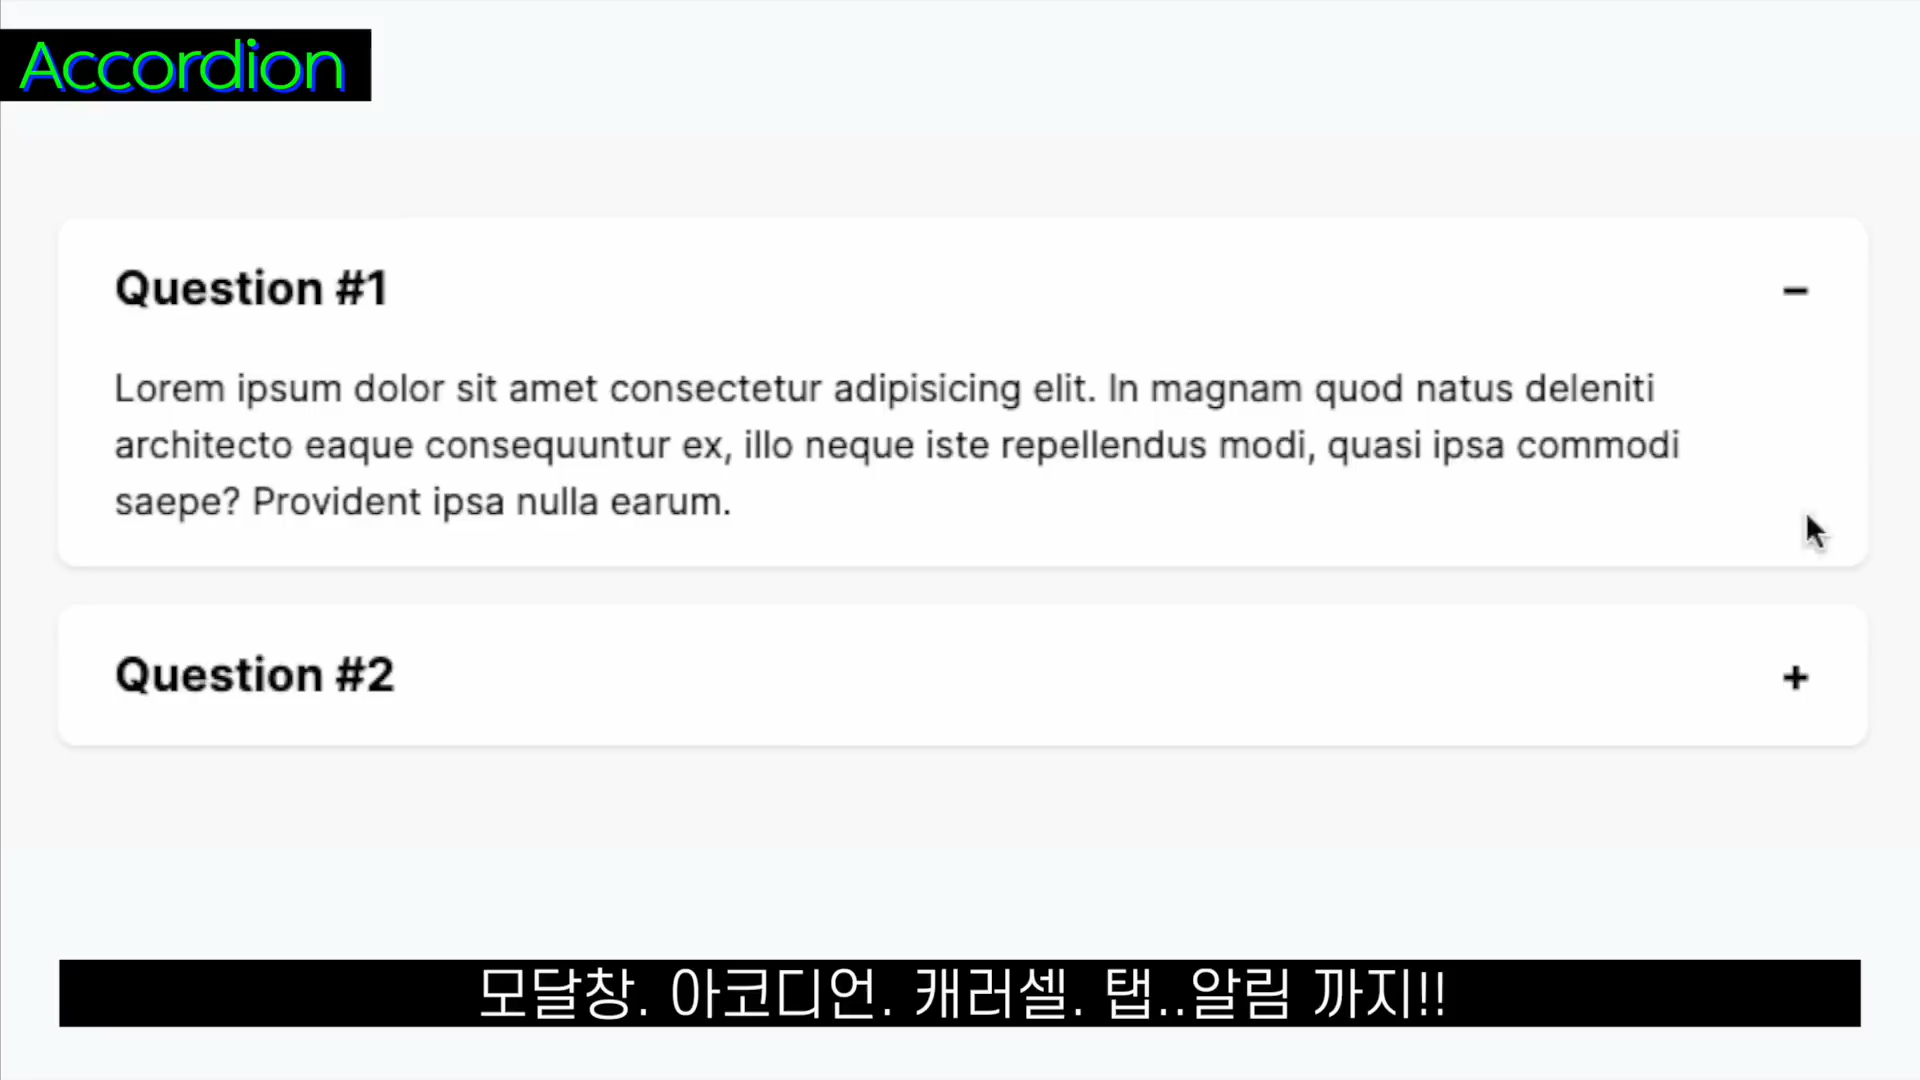 Accordion
Question #1
−
Lorem ipsum dolor sit amet consectetur adipisicing elit. In magnam quod natus deleniti
architecto eaque consequuntur ex, illo neque iste repellendus modi, quasi ipsa commodi
saepe? Provident ipsa nulla earum.
Question #2
+
모달창. 아코디언. 캐러셀. 탭..알림 까지!!